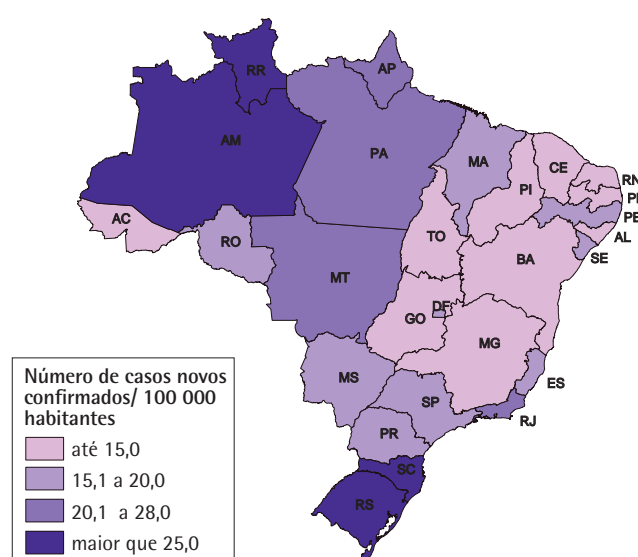 RR
AP
AM
PA
MA
CE
RN
PI
PE
AL
SE
AC
RO
TO
BA
MT
DF
GO
MG
MS
ES
SP
RJ
PR
SC
RS
Número de casos novos
confirmados/ 100 000
habitantes
até 15,0
15,1 a 20,0
20,1 a 28,0
maior que 25,0